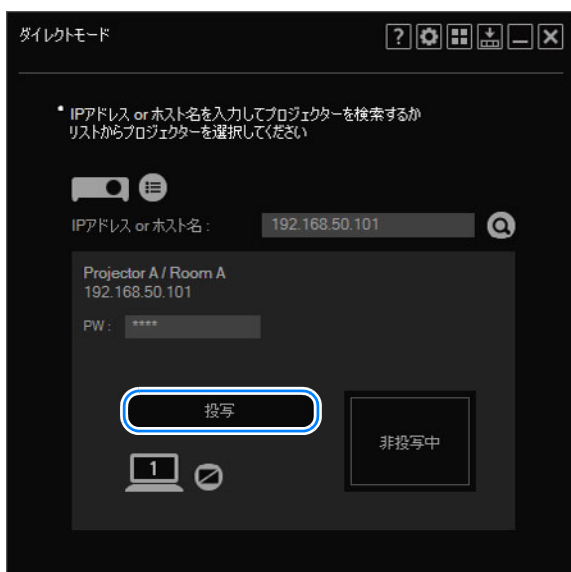 ダイレクトモード
?
* IPアドレス or ホスト名を入力してプロジェクターを検索するか
リストからプロジェクターを選択してください
IPアドレス or ホスト名 :
192.168.50.101
Projector A / Room A
192.168.50.101
PW : ****
投写
非投写中
1